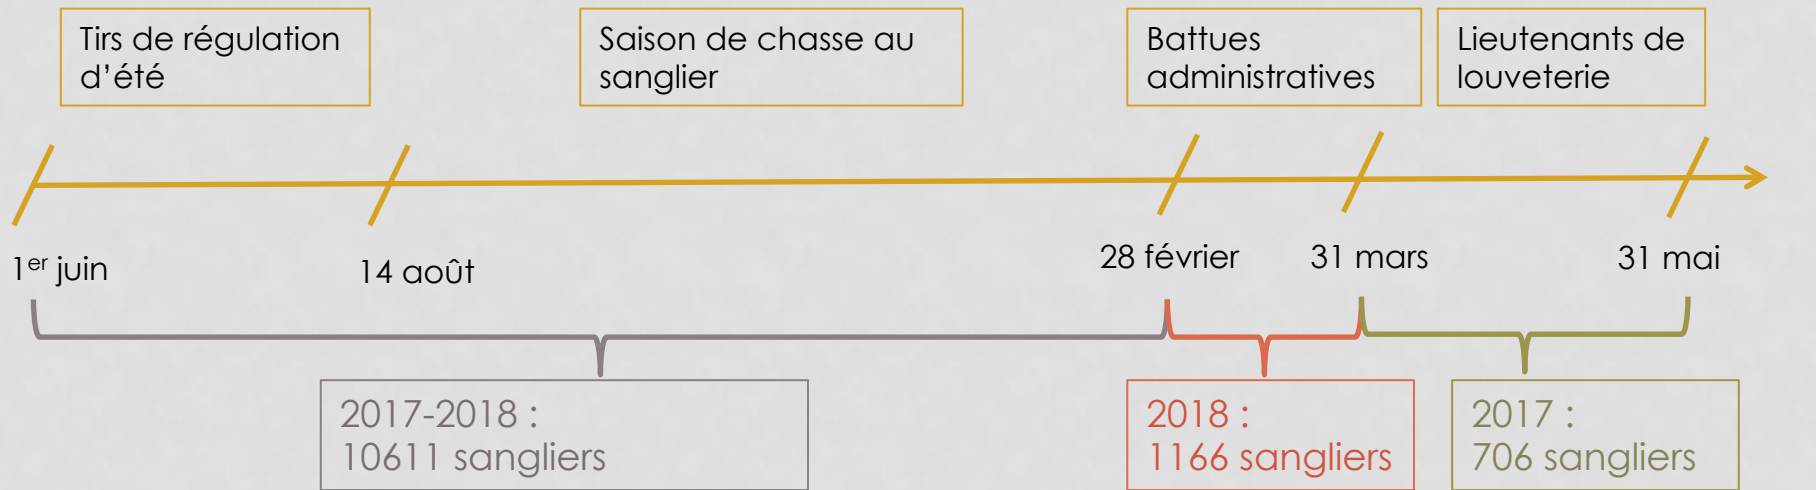 Tirs de régulation
d'été
Saison de chasse au
sanglier
Battues
administratives
Lieutenants de
louveterie
1er juin
14 août
28 février
31 mars
31 mai
2017-2018 :
10611 sangliers
2018 :
1166 sangliers
2017 :
706 sangliers